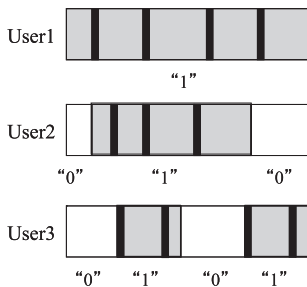 User1
“1”
User2
“0” “1” “0”
User3
“0” “1” “0” “1”